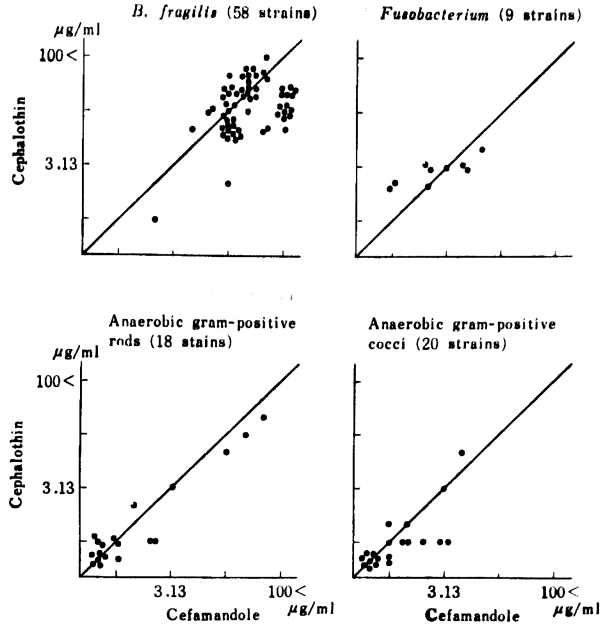 B. fragilis (58 strains)
Fusobacterium (9 strains)
µg/ml
100<
Cephalothin
3.13
Anaerobic gram-positive
rods (18 stains)
Anaerobic gram-positive
cocci (20 strains)
µg/ml
100<
Cephalothin
3.13
3.13 100<
Cefamandole µg/ml
3.13 100<
Cefamandole µg/ml